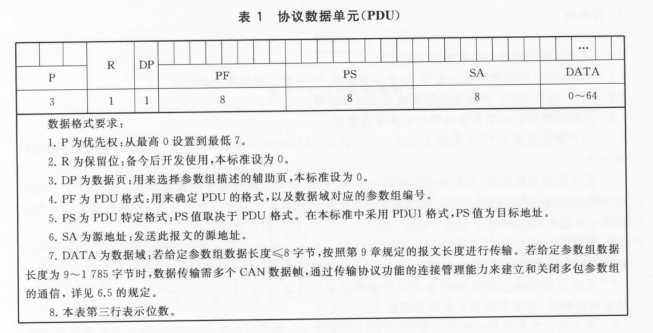 表 1 协议数据单元(PDU)
…
P R DP PF PS SA DATA
3 1 1 8 8 8 0～64
数据格式要求：
1. P 为优先权：从最高 0 设置到最低 7。
2. R 为保留位：备今后开发使用，本标准设为 0。
3. DP 为数据页：用来选择参数组描述的辅助页，本标准设为 0。
4. PF 为 PDU 格式：用来确定 PDU 的格式，以及数据域对应的参数组编号。
5. PS 为 PDU 特定格式：PS 值取决于 PDU 格式。在本标准中采用 PDU1 格式，PS 值为目标地址。
6. SA 为源地址：发送此报文的源地址。
7. DATA 为数据域：若给定参数组数据长度≤8 字节，按照第 9 章规定的报文长度进行传输。若给定参数组数据
长度为 9～1 785 字节时，数据传输需多个 CAN 数据帧，通过传输协议功能的连接管理能力来建立和关闭多包参数组
的通信，详见 6.5 的规定。
8. 本表第三行表示位数。